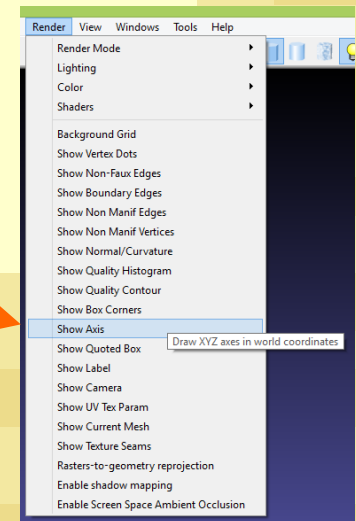 Render View Windows Tools Help
Render Mode
Lighting
Color
Shaders
Background Grid
Show Vertex Dots
Show Non-Faux Edges
Show Boundary Edges
Show Non Manif Edges
Show Non Manif Vertices
Show Normal/Curvature
Show Quality Histogram
Show Quality Contour
Show Box Corners
Show Axis
Draw XYZ axes in world coordinates
Show Quoted Box
Show Label
Show Camera
Show UV Tex Param
Show Current Mesh
Show Texture Seams
Rasters-to-geometry reprojection
Enable shadow mapping
Enable Screen Space Ambient Occlusion